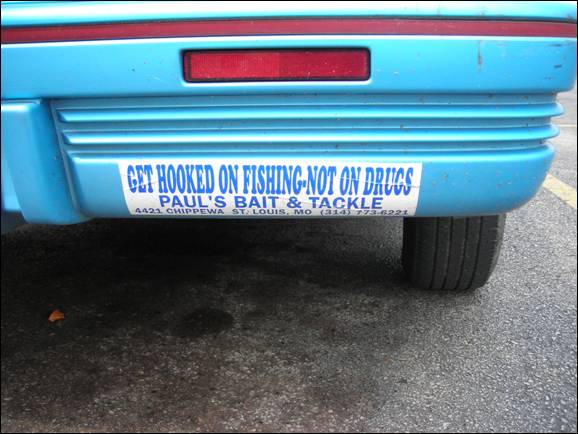 GET HOOKED ON FISHING-NOT ON DRUGS
PAUL'S BAIT & TACKLE
4421 CHIPPEWA ST. LOUIS, MO (314) 773-6221